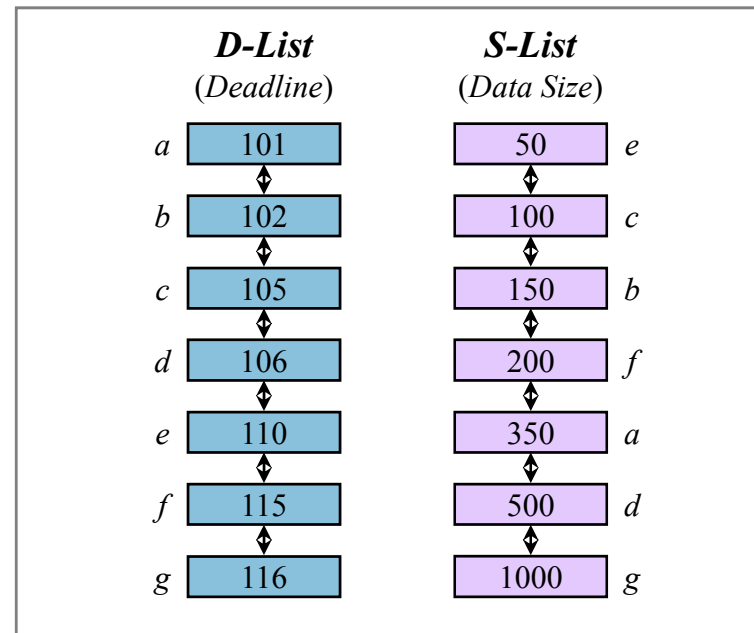 D-List S-List
(Deadline) (Data Size)
a 101 50 e
b 102 100 c
c 105 150 b
d 106 200 f
e 110 350 a
f 115 500 d
g 116 1000 g